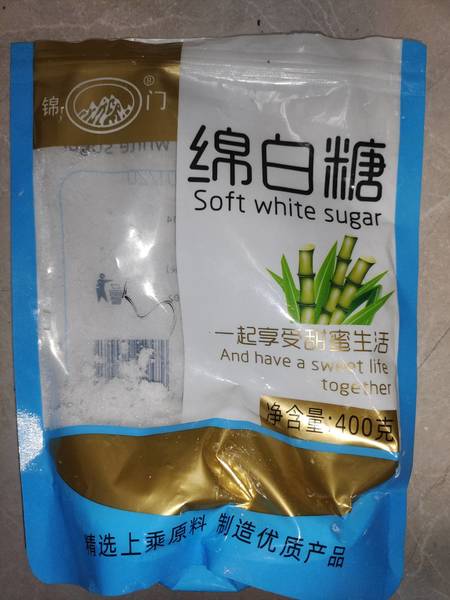 锦 ® 门
绵白糖
Soft white sugar
一起享受甜蜜生活
And have a sweet life
together
净含量:400克
精选上乘原料 制造优质产品